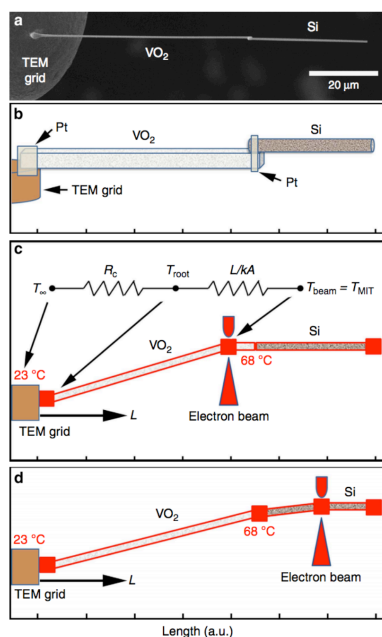 a
Si
TEM
grid
VO2
20 μm
b
Pt
VO2
Si
TEM grid
Pt
c
Rc
Troot
L/kA
T∞
Tbeam = TMIT
VO2
Si
23 °C
68 °C
TEM grid
L
Electron beam
d
VO2
Si
23 °C
68 °C
TEM grid
L
Electron beam
Length (a.u.)